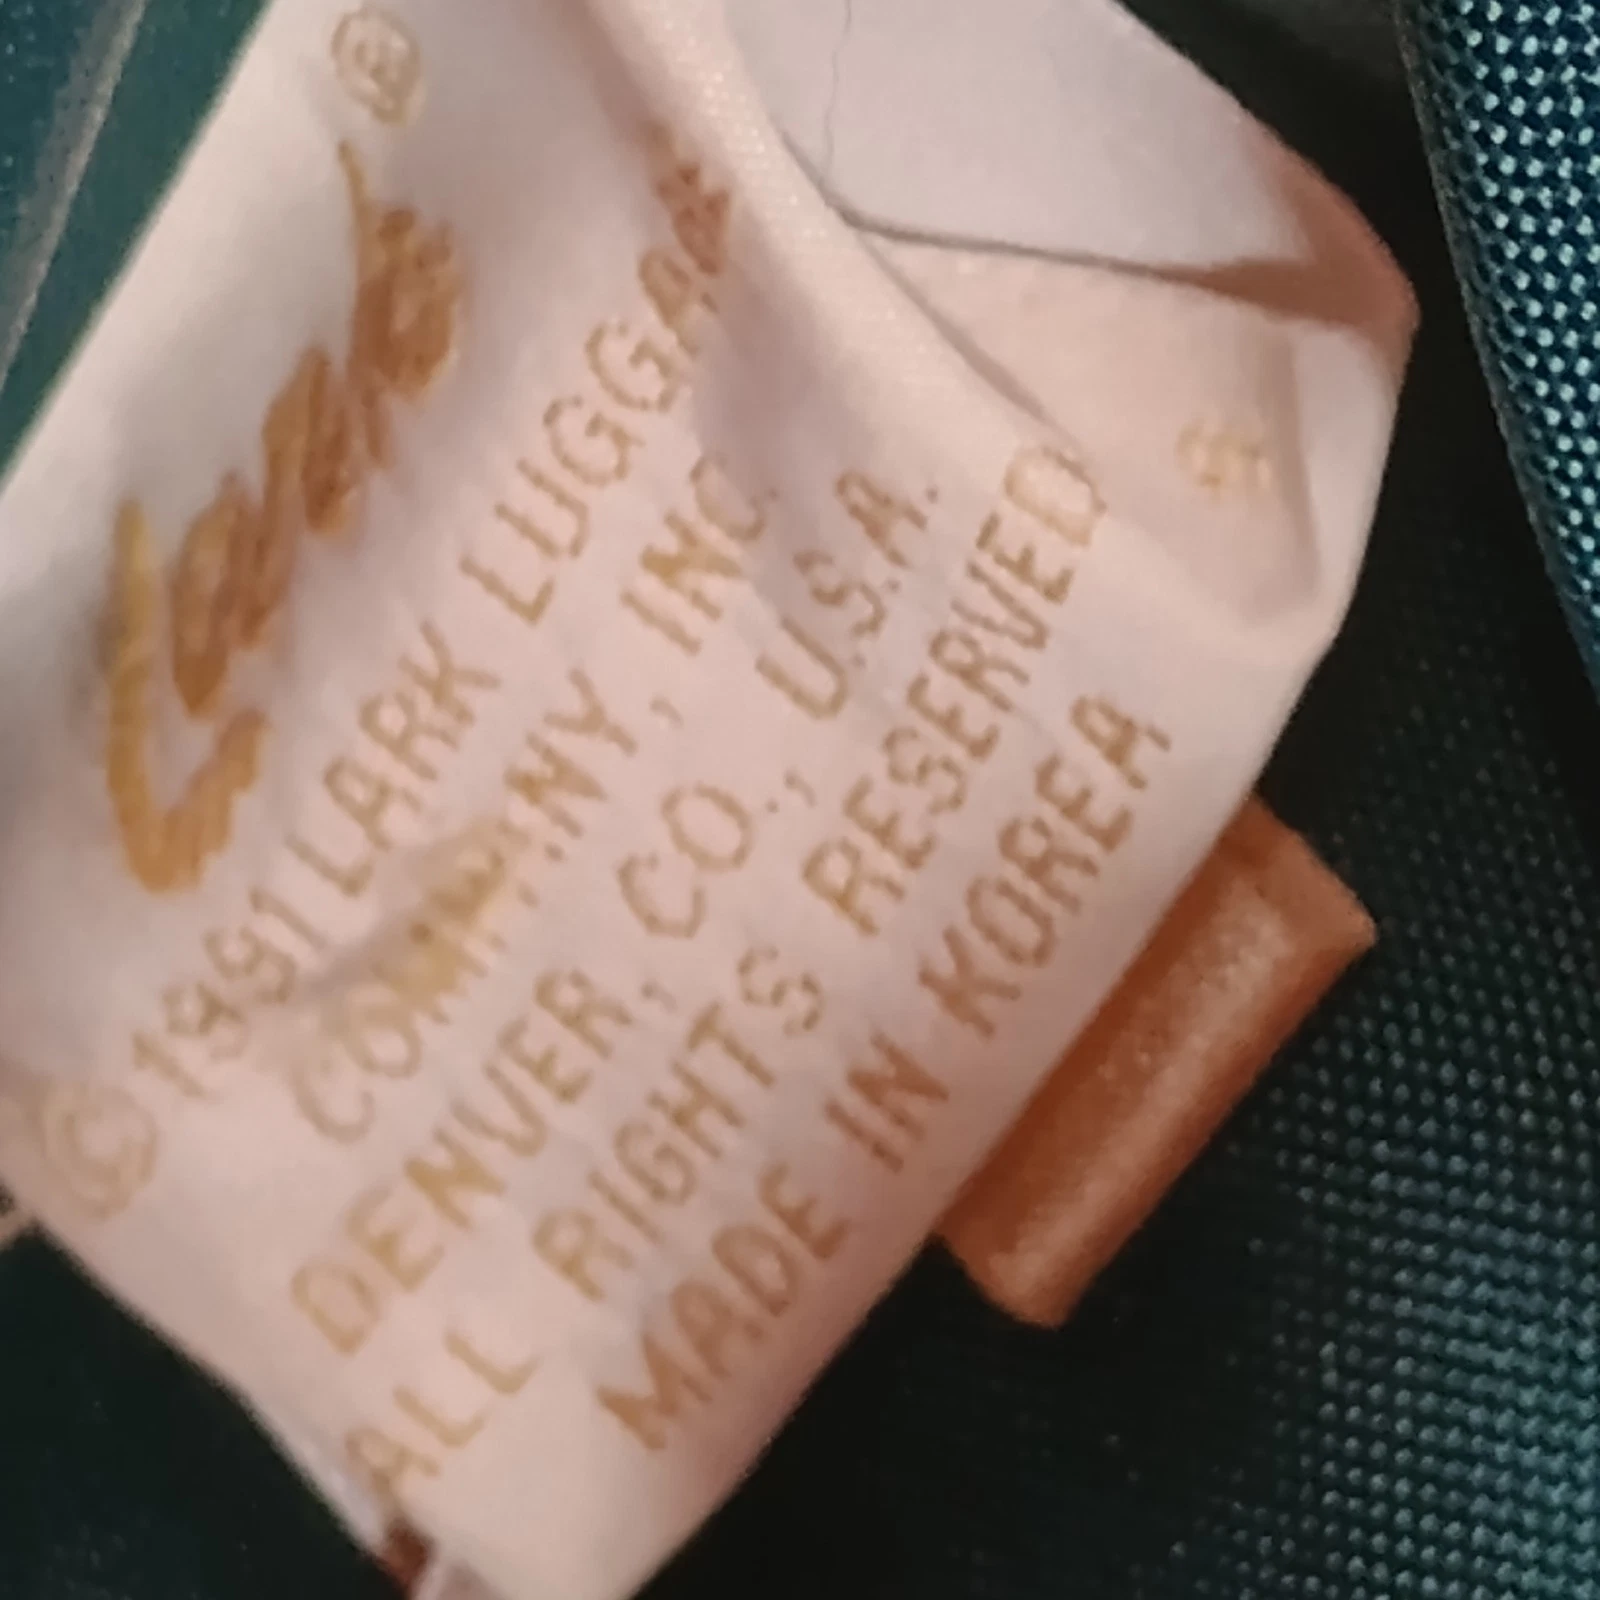 ®
© 1991 LARK LUGGAGE
COMPANY, INC.
DENVER, CO., U.S.A.
ALL RIGHTS RESERVED
MADE IN KOREA